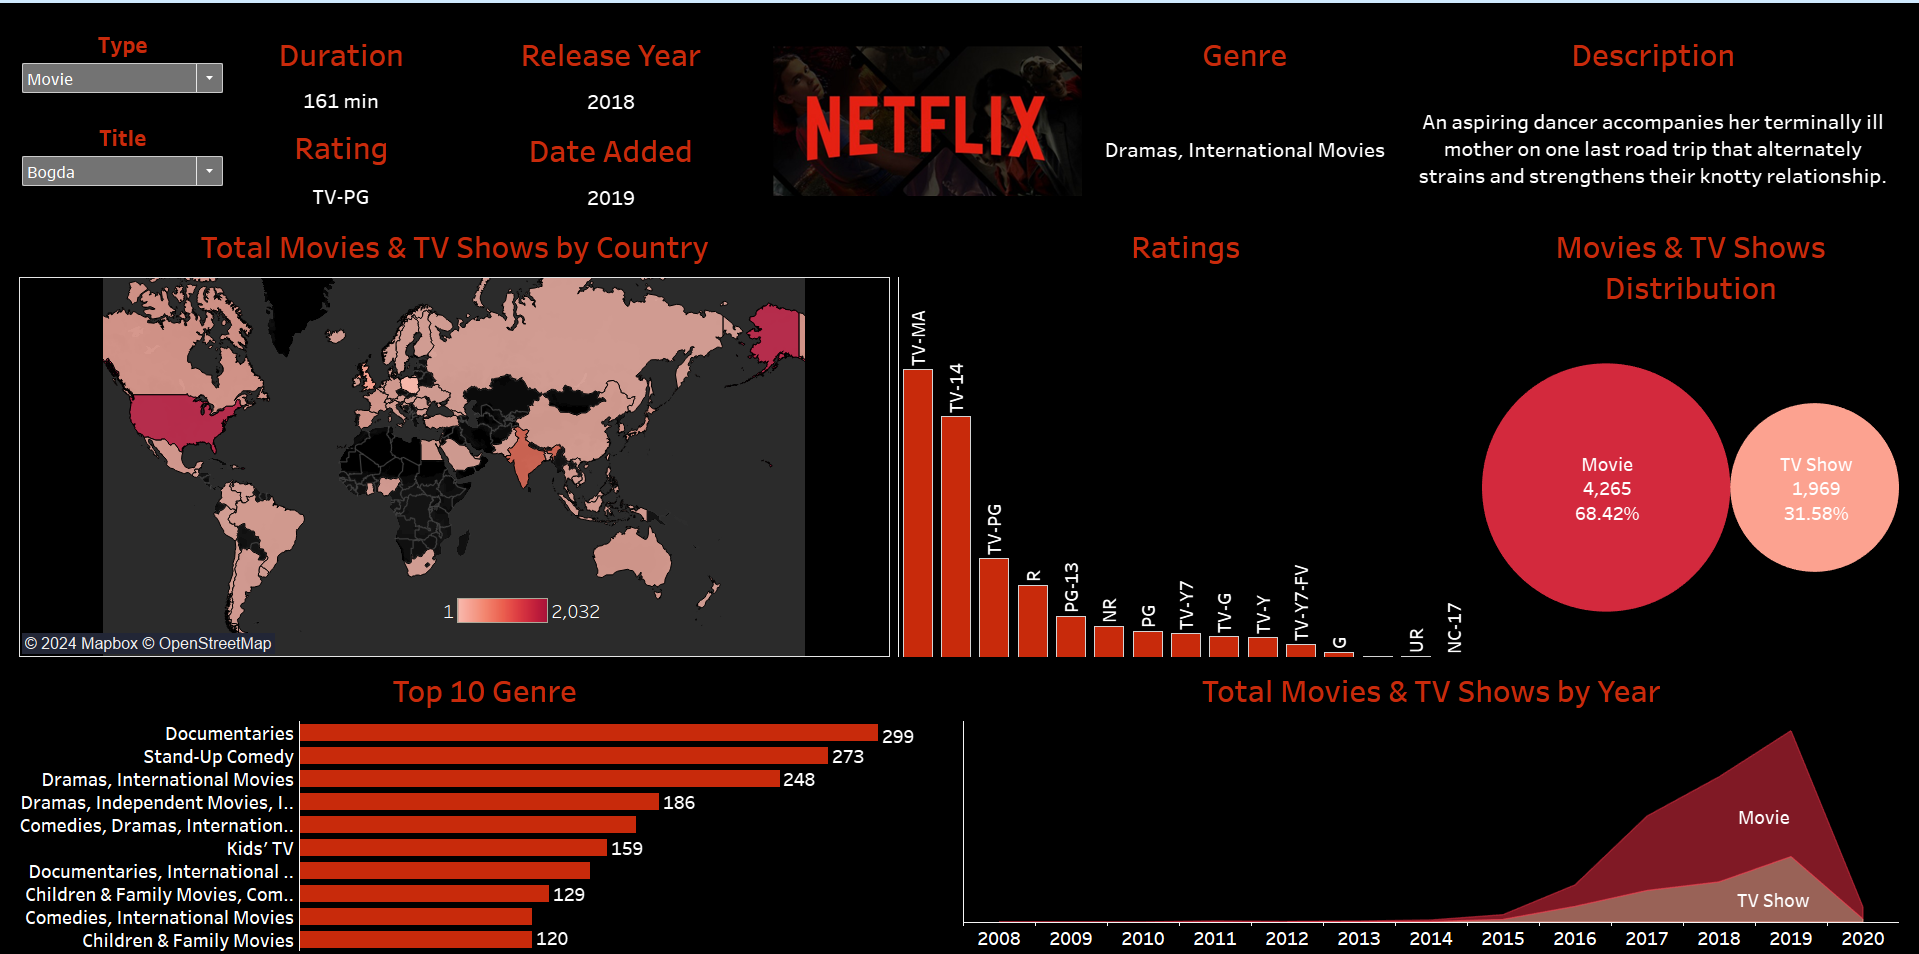 Type
Movie
Title
Bogda
Duration
161 min
Rating
TV-PG
Release Year
2018
Date Added
2019
NETFLIX
Genre
Dramas, International Movies
Description
An aspiring dancer accompanies her terminally ill
mother on one last road trip that alternately
strains and strengthens their knotty relationship.
Total Movies & TV Shows by Country
1
2,032
© 2024 Mapbox © OpenStreetMap
Ratings
TV-MA
TV-14
TV-PG
R
PG-13
NR
PG
TV-Y7
TV-G
TV-Y
TV-Y7-FV
G
UR
NC-17
Movies & TV Shows
Distribution
Movie
4,265
68.42%
TV Show
1,969
31.58%
Top 10 Genre
Documentaries 299
Stand-Up Comedy 273
Dramas, International Movies 248
Dramas, Independent Movies, I.. 186
Comedies, Dramas, Internation..
Kids' TV 159
Documentaries, International ..
Children & Family Movies, Com.. 129
Comedies, International Movies
Children & Family Movies 120
Total Movies & TV Shows by Year
Movie
TV Show
2008 2009 2010 2011 2012 2013 2014 2015 2016 2017 2018 2019 2020